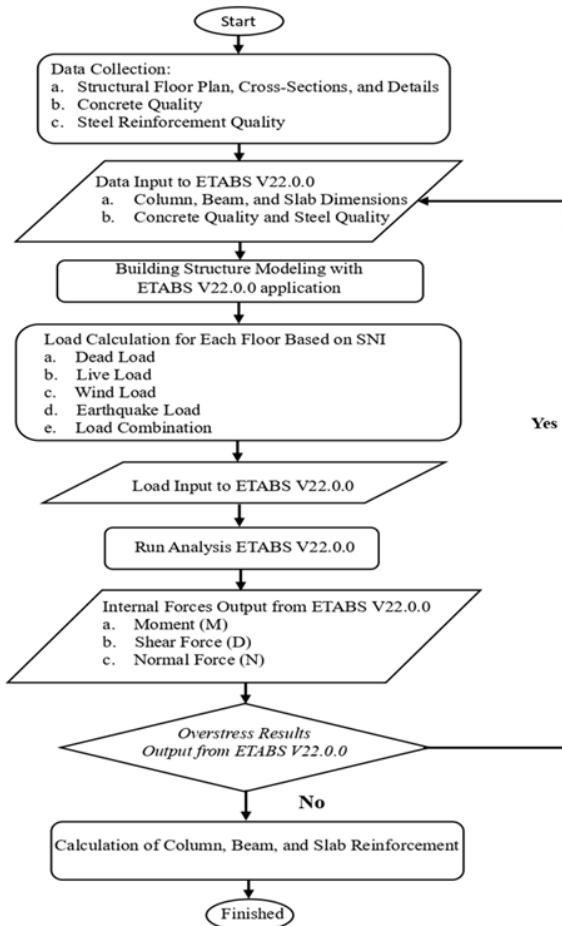 Start
Data Collection:
a. Structural Floor Plan, Cross-Sections, and Details
b. Concrete Quality
c. Steel Reinforcement Quality
Data Input to ETABS V22.0.0
a. Column, Beam, and Slab Dimensions
b. Concrete Quality and Steel Quality
Building Structure Modeling with
ETABS V22.0.0 application
Load Calculation for Each Floor Based on SNI
a. Dead Load
b. Live Load
c. Wind Load
d. Earthquake Load
e. Load Combination
Yes
Load Input to ETABS V22.0.0
Run Analysis ETABS V22.0.0
Internal Forces Output from ETABS V22.0.0
a. Moment (M)
b. Shear Force (D)
c. Normal Force (N)
Overstress Results
Output from ETABS V22.0.0
No
Calculation of Column, Beam, and Slab Reinforcement
Finished